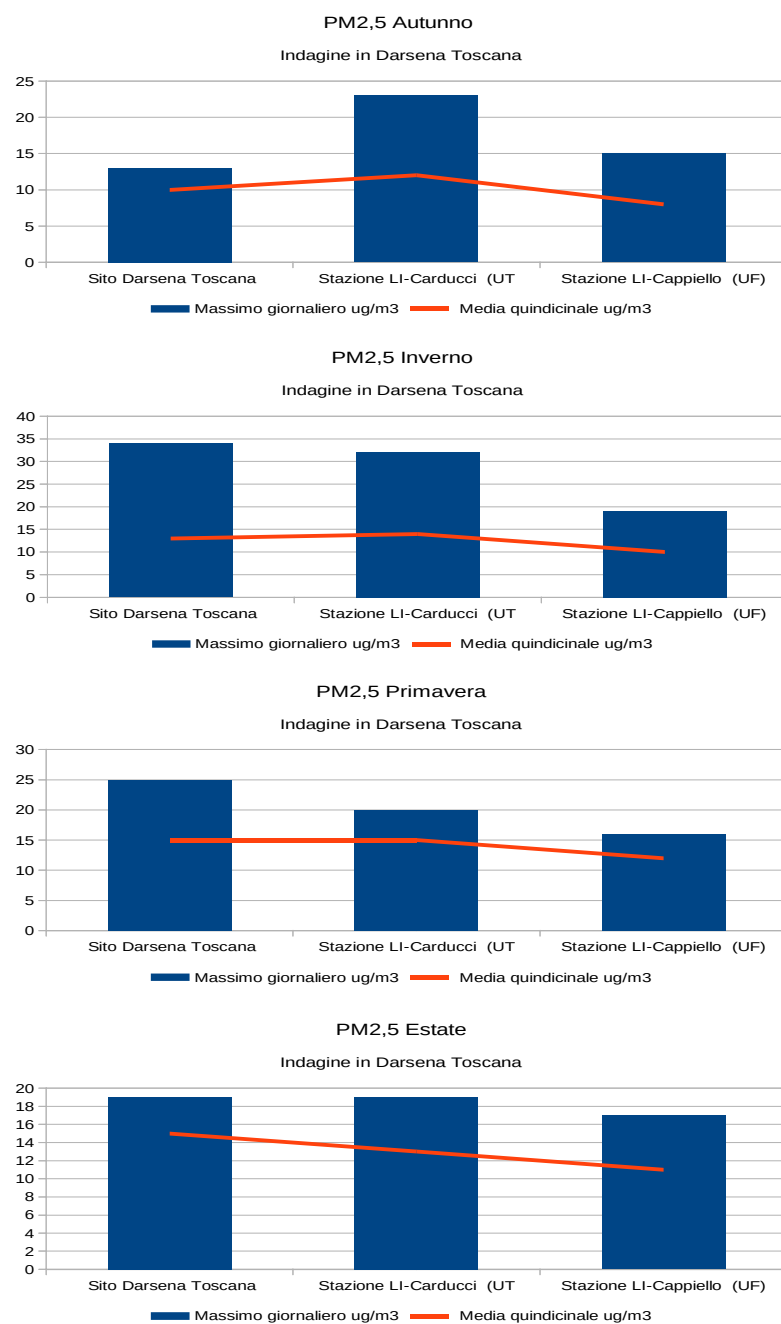 PM2,5 Autunno
Indagine in Darsena Toscana
25
20
15
10
5
0
Sito Darsena Toscana Stazione LI-Carducci (UT Stazione LI-Cappiello (UF)
Massimo giornaliero ug/m3 Media quindicinale ug/m3
PM2,5 Inverno
Indagine in Darsena Toscana
40
35
30
25
20
15
10
5
0
Sito Darsena Toscana Stazione LI-Carducci (UT Stazione LI-Cappiello (UF)
Massimo giornaliero ug/m3 Media quindicinale ug/m3
PM2,5 Primavera
Indagine in Darsena Toscana
30
25
20
15
10
5
0
Sito Darsena Toscana Stazione LI-Carducci (UT Stazione LI-Cappiello (UF)
Massimo giornaliero ug/m3 Media quindicinale ug/m3
PM2,5 Estate
Indagine in Darsena Toscana
20
18
16
14
12
10
8
6
4
2
0
Sito Darsena Toscana Stazione LI-Carducci (UT Stazione LI-Cappiello (UF)
Massimo giornaliero ug/m3 Media quindicinale ug/m3